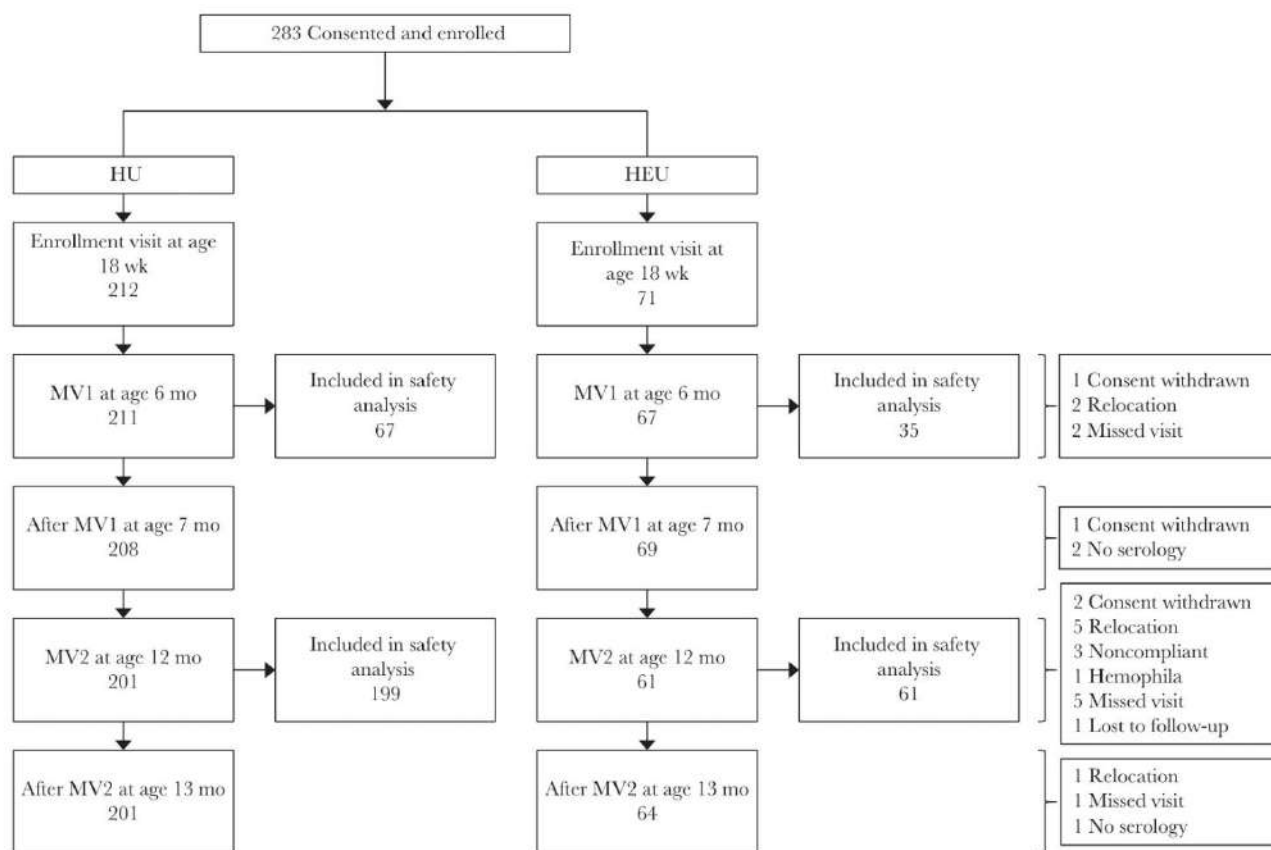 283 Consented and enrolled
HU
HEU
Enrollment visit at age
18 wk
212
Enrollment visit at
age 18 wk
71
MV1 at age 6 mo
211
Included in safety
analysis
67
MV1 at age 6 mo
67
Included in safety
analysis
35
1 Consent withdrawn
2 Relocation
2 Missed visit
After MV1 at age 7 mo
208
After MV1 at age 7 mo
69
1 Consent withdrawn
2 No serology
MV2 at age 12 mo
201
Included in safety
analysis
199
MV2 at age 12 mo
61
Included in safety
analysis
61
2 Consent withdrawn
5 Relocation
3 Noncompliant
1 Hemophila
5 Missed visit
1 Lost to follow-up
After MV2 at age 13 mo
201
After MV2 at age 13 mo
64
1 Relocation
1 Missed visit
1 No serology